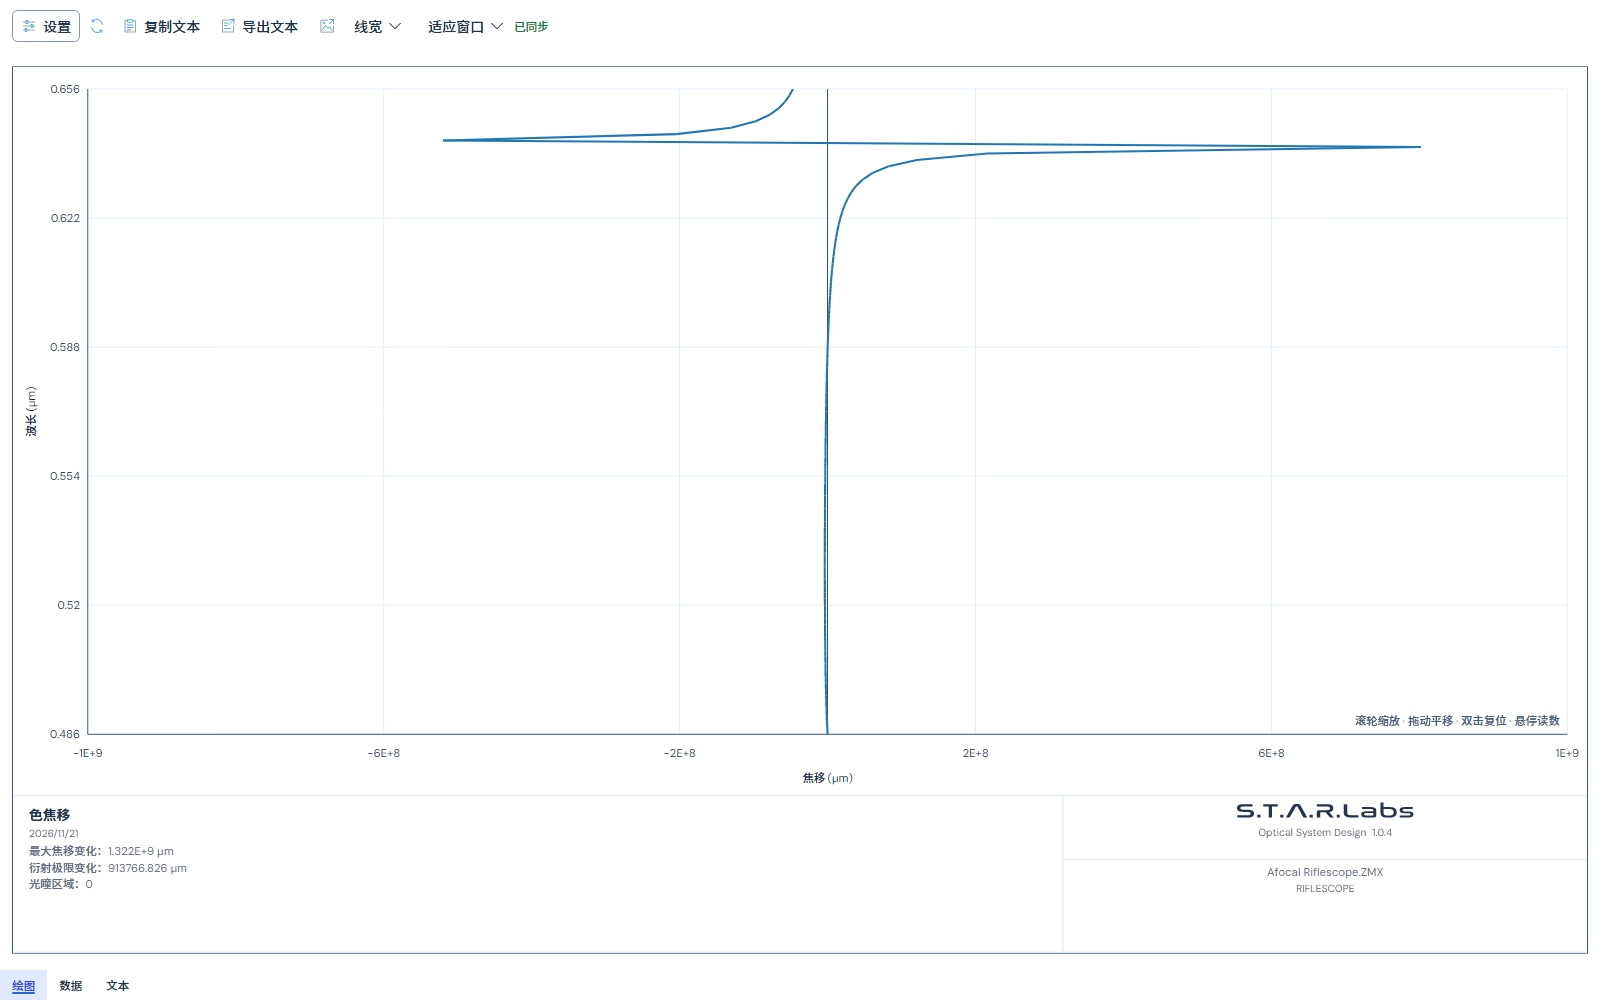 设置 复制文本 导出文本 线宽 适应窗口 已同步
0.656
0.622
0.588
0.554
0.52
0.486
波长 (μm)
滚轮缩放 · 拖动平移 · 双击复位 · 悬停读数
-1E+9 -6E+8 -2E+8 2E+8 6E+8 1E+9
焦移 (μm)
色焦移
2026/11/21
最大焦移变化: 1.322E+9 μm
衍射极限变化: 913766.826 μm
光瞳区域: 0
S.T.A.R.Labs
Optical System Design 1.0.4
Afocal Riflescope.ZMX
RIFLESCOPE
绘图 数据 文本